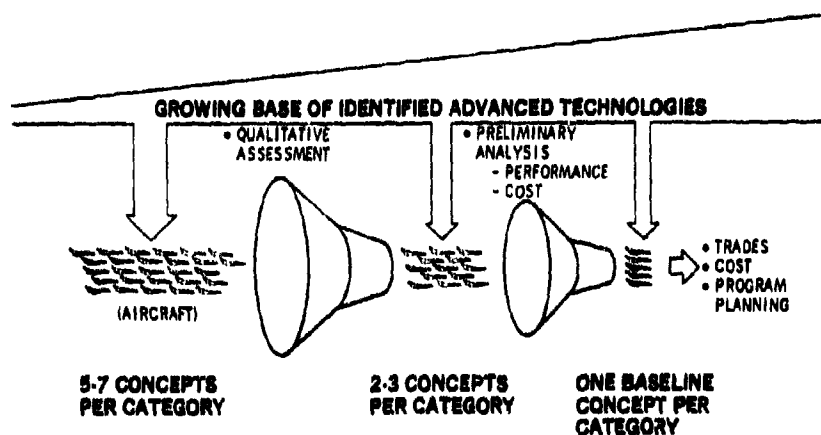 GROWING BASE OF IDENTIFIED ADVANCED TECHNOLOGIES
• QUALITATIVE
ASSESSMENT
• PRELIMINARY
ANALYSIS
- PERFORMANCE
- COST
(AIRCRAFT)
• TRADES
• COST
• PROGRAM
PLANNING
5-7 CONCEPTS
PER CATEGORY
2-3 CONCEPTS
PER CATEGORY
ONE BASELINE
CONCEPT PER
CATEGORY